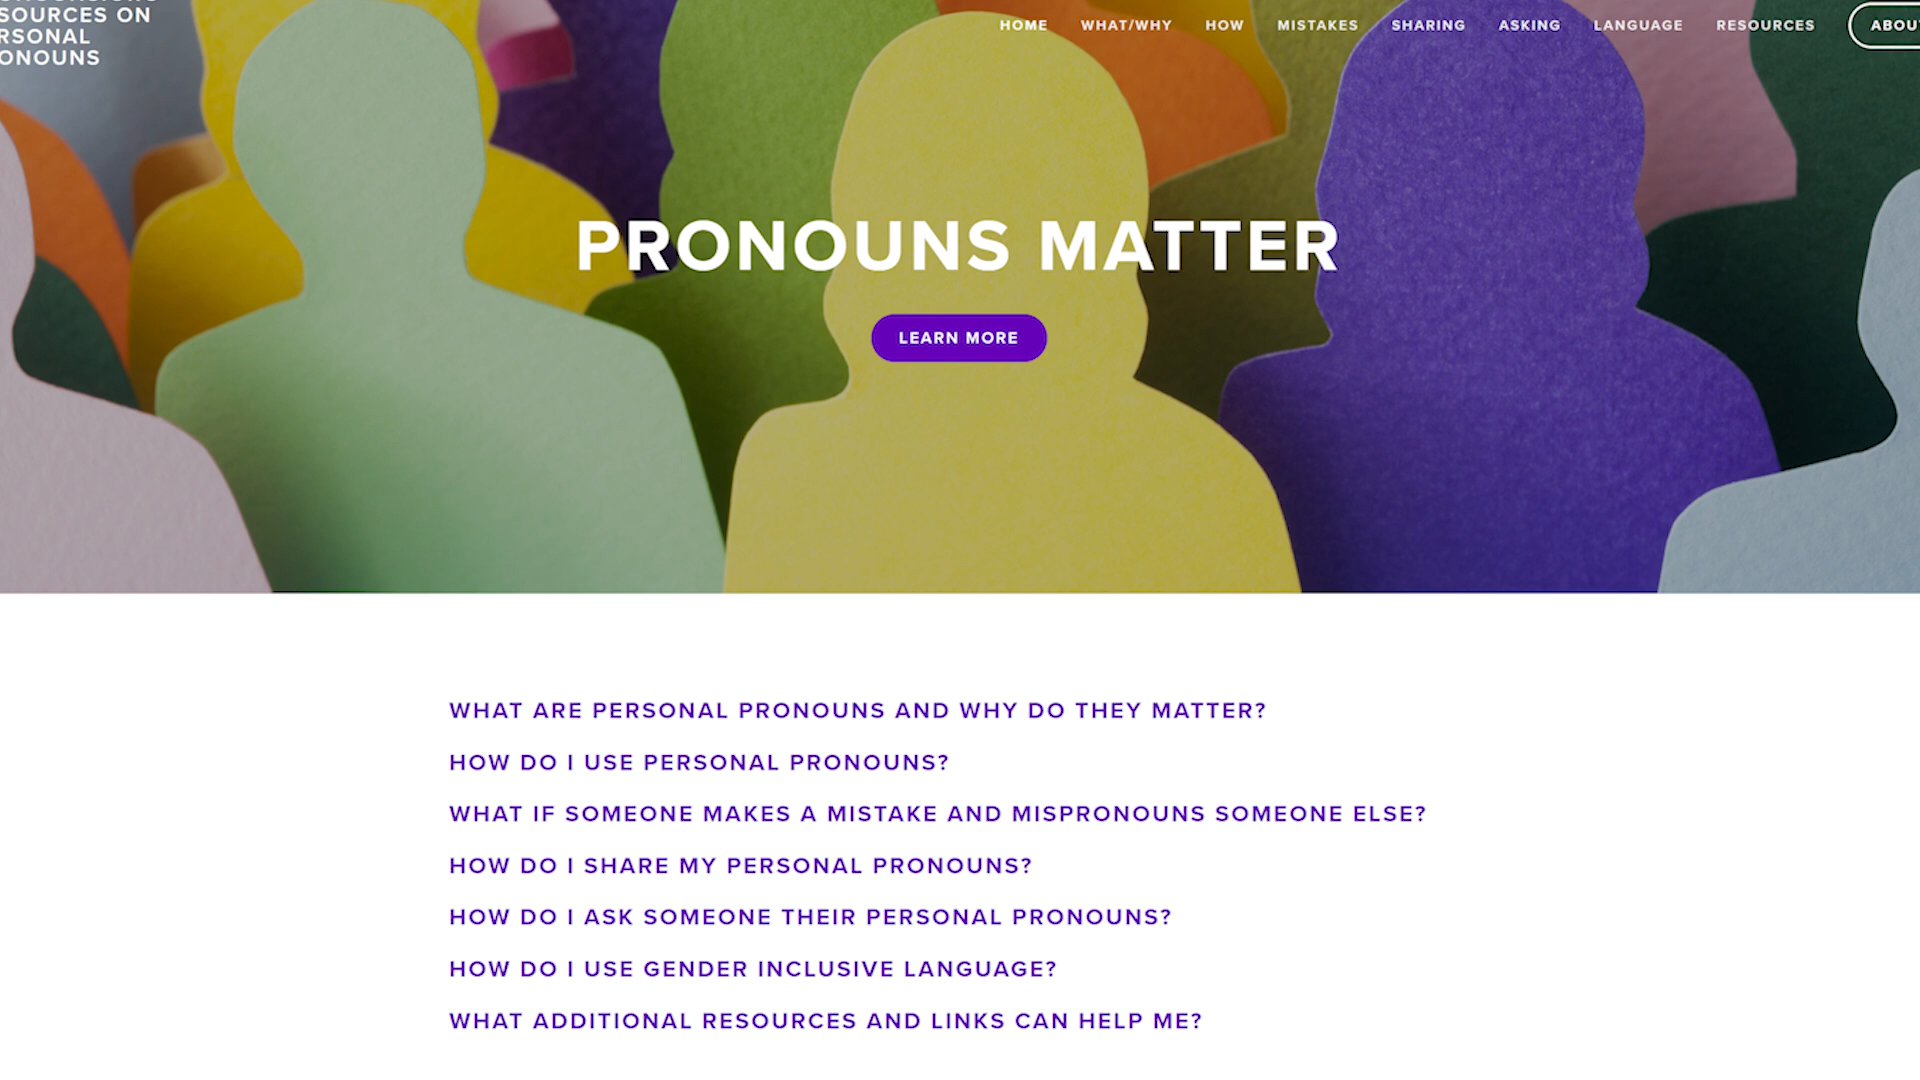 SOURCES ON
HOME WHAT/WHY HOW MISTAKES SHARING ASKING LANGUAGE RESOURCES
PRONOUNS MATTER
LEARN MORE
WHAT ARE PERSONAL PRONOUNS AND WHY DO THEY MATTER?
HOW DO I USE PERSONAL PRONOUNS?
WHAT IF SOMEONE MAKES A MISTAKE AND MISPRONOUNS SOMEONE ELSE?
HOW DO I SHARE MY PERSONAL PRONOUNS?
HOW DO I ASK SOMEONE THEIR PERSONAL PRONOUNS?
HOW DO I USE GENDER INCLUSIVE LANGUAGE?
WHAT ADDITIONAL RESOURCES AND LINKS CAN HELP ME?